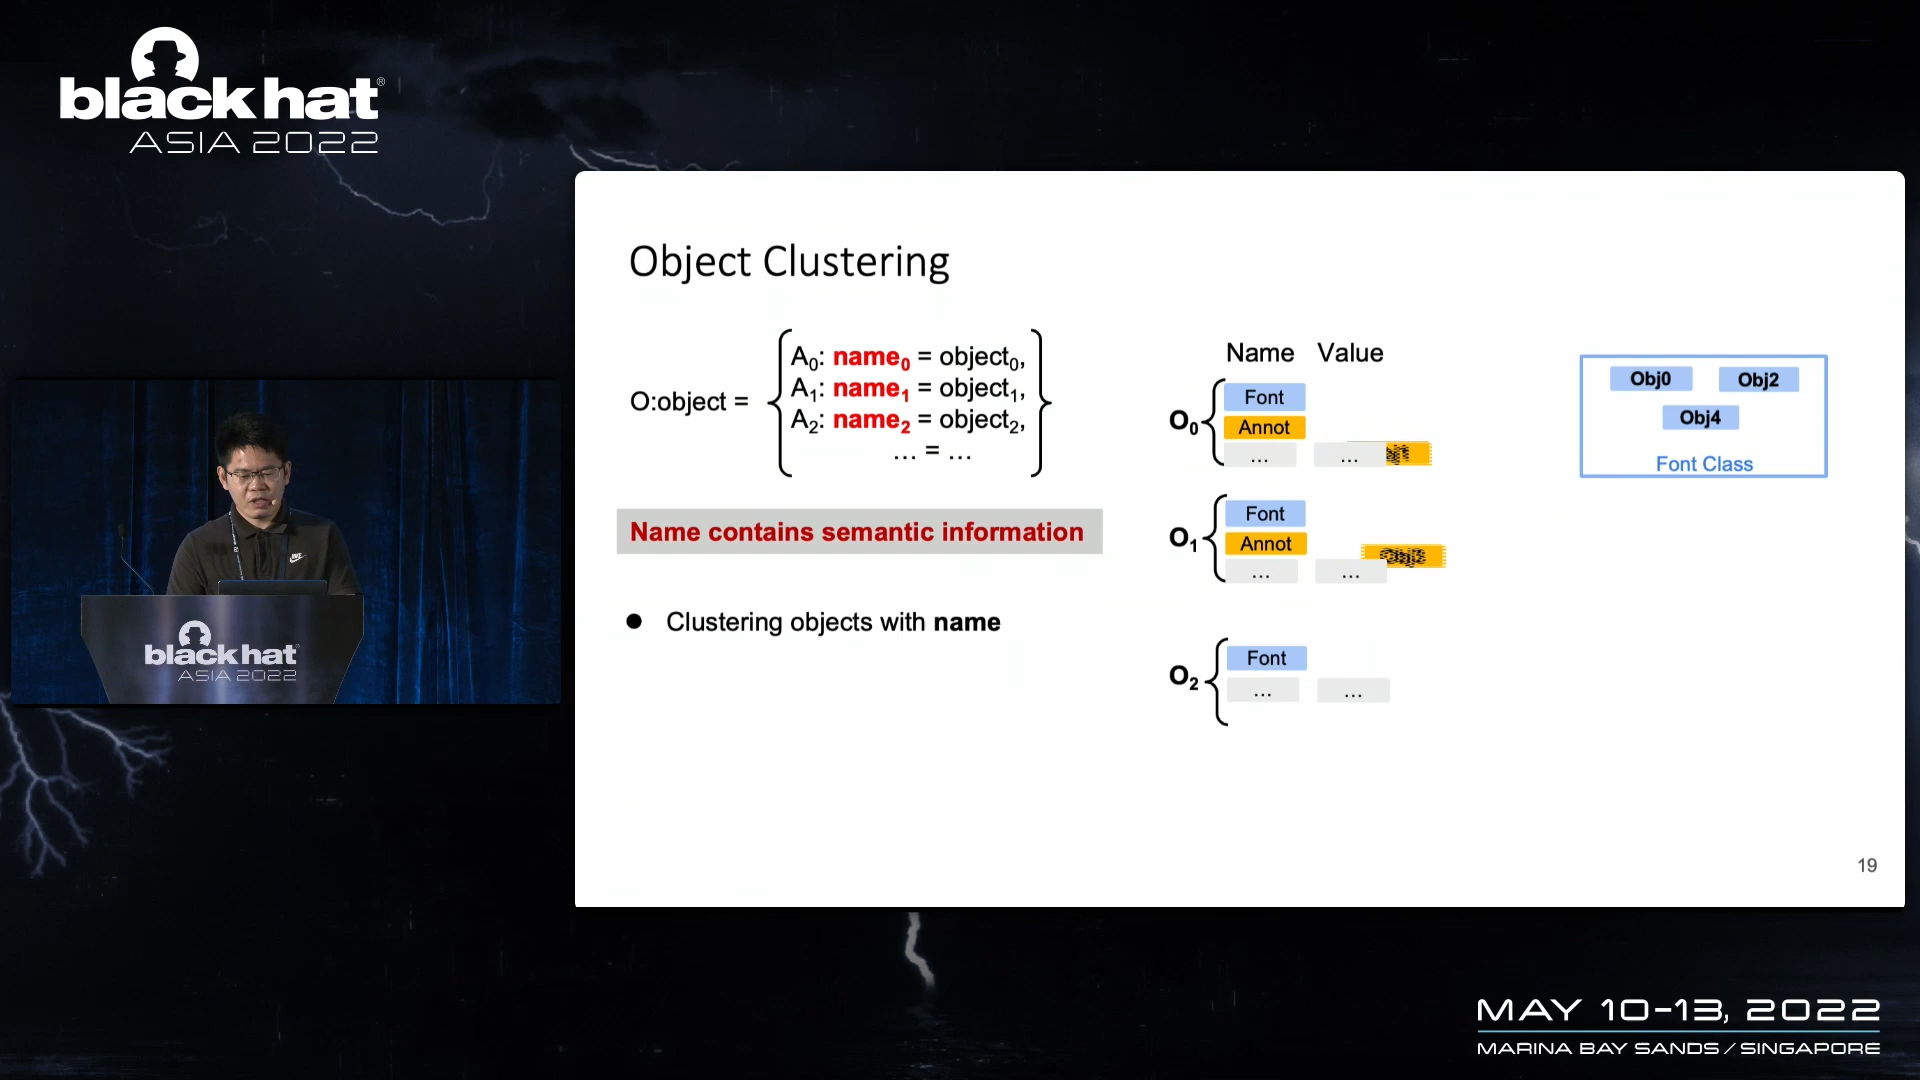 black hat®
ASIA 2022
Object Clustering
O:object =
A0: name0 = object0,
A1: name1 = object1,
A2: name2 = object2,
... = ...
Name contains semantic information
● Clustering objects with name
Name Value
O0
Font
Annot
... ...
O1
Font
Annot
... ...
O2
Font
... ...
Obj0 Obj2
Obj4
Font Class
19
black hat
ASIA 2022
MAY 10-13, 2022
MARINA BAY SANDS / SINGAPORE